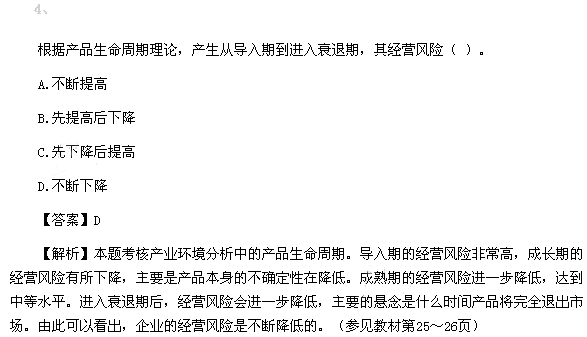 4、
根据产品生命周期理论，产生从导入期到进入衰退期，其经营风险（ ）。
A.不断提高
B.先提高后下降
C.先下降后提高
D.不断下降
【答案】D
【解析】本题考核产业环境分析中的产品生命周期。导入期的经营风险非常高，成长期的
经营风险有所下降，主要是产品本身的不确定性在降低。成熟期的经营风险进一步降低，达到
中等水平。进入衰退期后，经营风险会进一步降低，主要的悬念是什么时间产品将完全退出市
场。由此可以看出，企业的经营风险是不断降低的。（参见教材第25～26页）